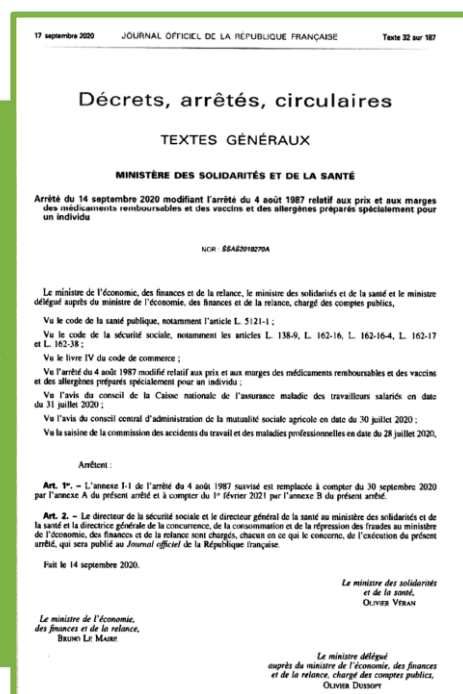 17 septembre 2020 JOURNAL OFFICIEL DE LA RÉPUBLIQUE FRANÇAISE Texte 32 sur 187
Décrets, arrêtés, circulaires
TEXTES GÉNÉRAUX
MINISTÈRE DES SOLIDARITÉS ET DE LA SANTÉ
Arrêté du 14 septembre 2020 modifiant l'arrêté du 4 août 1987 relatif aux prix et aux marges
des médicaments remboursables et des vaccins et des allergènes préparés spécialement pour
un individu
NOR : SSAS2018270A
Le ministre de l'économie, des finances et de la relance, le ministre des solidarités et de la santé et le ministre
délégué auprès du ministre de l'économie, des finances et de la relance, chargé des comptes publics,
Vu le code de la santé publique, notamment l'article L. 5121-1 ;
Vu le code de la sécurité sociale, notamment les articles L. 138-9, L. 162-16, L. 162-16-4, L. 162-17
et L. 162-38 ;
Vu le livre IV du code de commerce ;
Vu l'arrêté du 4 août 1987 modifié relatif aux prix et aux marges des médicaments remboursables et des vaccins
et des allergènes préparés spécialement pour un individu ;
Vu l'avis du conseil de la Caisse nationale de l'assurance maladie des travailleurs salariés en date
du 31 juillet 2020 ;
Vu l'avis du conseil central d'administration de la mutualité sociale agricole en date du 30 juillet 2020 ;
Vu la saisine de la commission des accidents du travail et des maladies professionnelles en date du 28 juillet 2020,
Arrêtent :
Art. 1er. – L'annexe I-1 de l'arrêté du 4 août 1987 susvisé est remplacée à compter du 30 septembre 2020
par l'annexe A du présent arrêté et à compter du 1er février 2021 par l'annexe B du présent arrêté.
Art. 2. – Le directeur de la sécurité sociale et le directeur général de la santé au ministère des solidarités et de
la santé et la directrice générale de la concurrence, de la consommation et de la répression des fraudes au ministère
de l'économie, des finances et de la relance sont chargés, chacun en ce qui le concerne, de l'exécution du présent
arrêté, qui sera publié au Journal officiel de la République française.
Fait le 14 septembre 2020.
Le ministre des solidarités
et de la santé,
OLIVIER VÉRAN
Le ministre de l'économie,
des finances et de la relance,
BRUNO LE MAIRE
Le ministre délégué
auprès du ministre de l'économie, des finances
et de la relance, chargé des comptes publics,
OLIVIER DUSSOPT